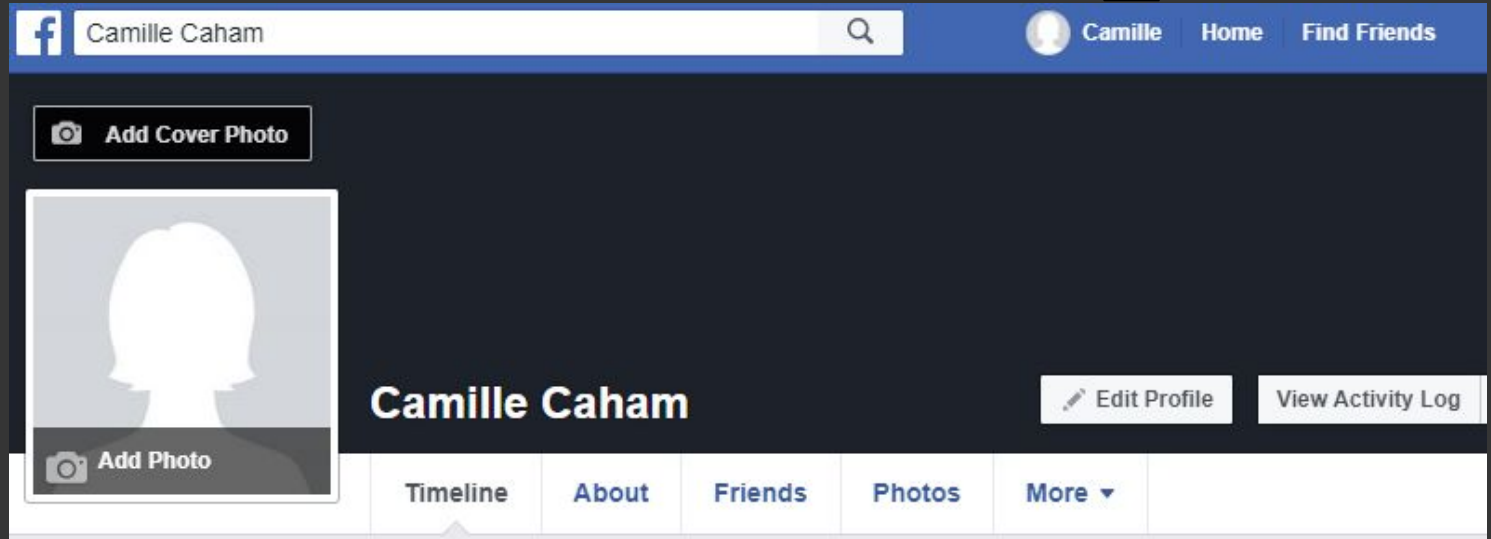 f Camille Caham Camille Home Find Friends
Add Cover Photo
Camille Caham Edit Profile View Activity Log
Add Photo
Timeline About Friends Photos More